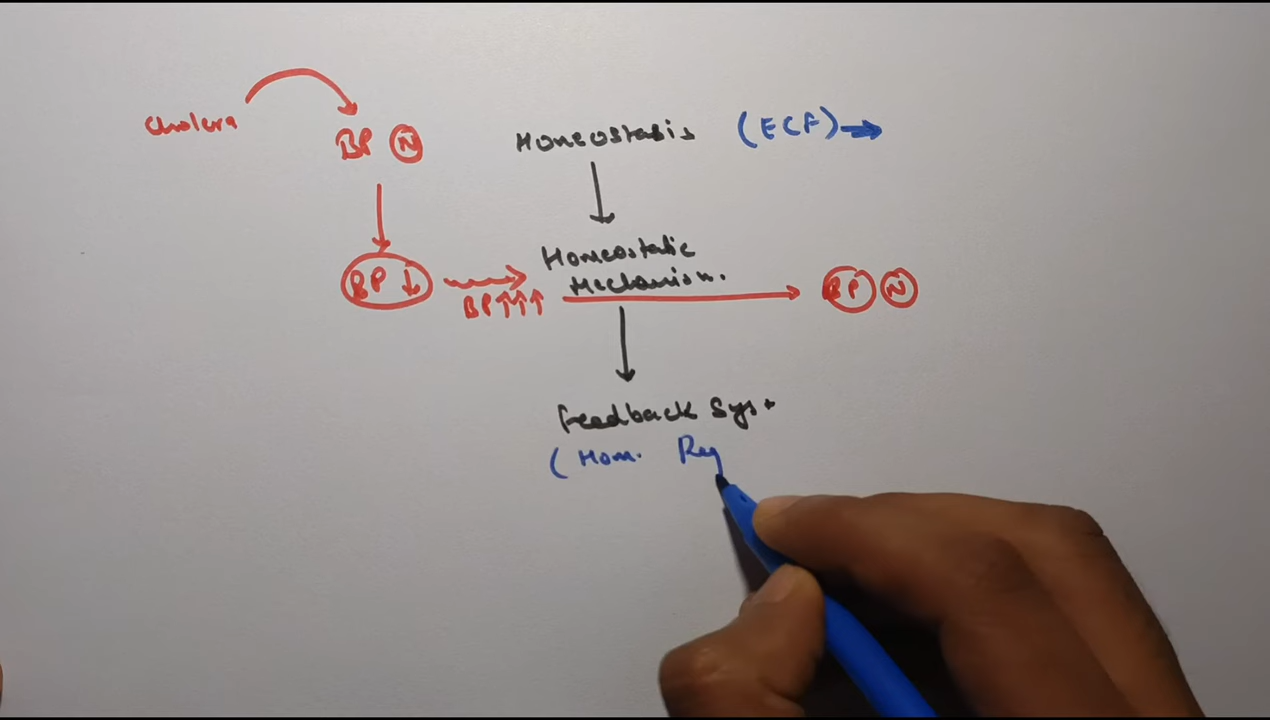 Cholera
BP N
Homeostasis (ECF)
BP ↓
BP↑↑↑
Homeostatic
Mechanism.
BP N
Feedback Sys.
(Hom. Reg